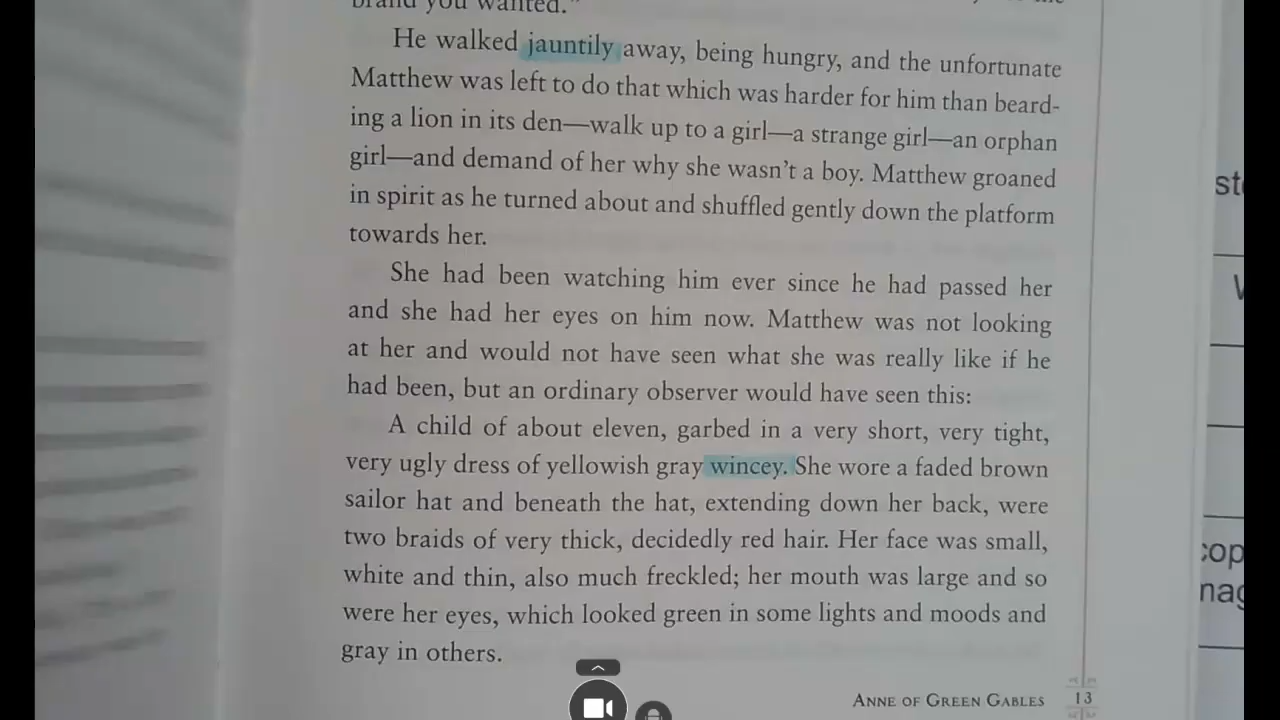 brand you wanted."
He walked jauntily away, being hungry, and the unfortunate
Matthew was left to do that which was harder for him than beard-
ing a lion in its den—walk up to a girl—a strange girl—an orphan
girl—and demand of her why she wasn't a boy. Matthew groaned
in spirit as he turned about and shuffled gently down the platform
towards her.
She had been watching him ever since he had passed her
and she had her eyes on him now. Matthew was not looking
at her and would not have seen what she was really like if he
had been, but an ordinary observer would have seen this:
A child of about eleven, garbed in a very short, very tight,
very ugly dress of yellowish gray wincey. She wore a faded brown
sailor hat and beneath the hat, extending down her back, were
two braids of very thick, decidedly red hair. Her face was small,
white and thin, also much freckled; her mouth was large and so
were her eyes, which looked green in some lights and moods and
gray in others.
ANNE OF GREEN GABLES 13